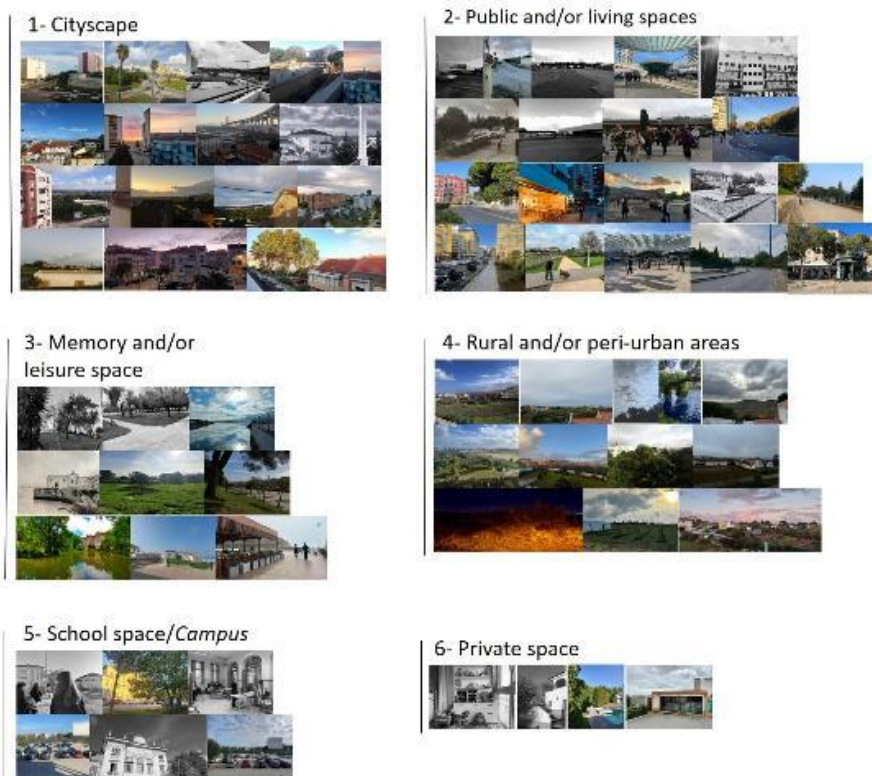 1- Cityscape
2- Public and/or living spaces
3- Memory and/or
leisure space
4- Rural and/or peri-urban areas
5- School space/Campus
6- Private space